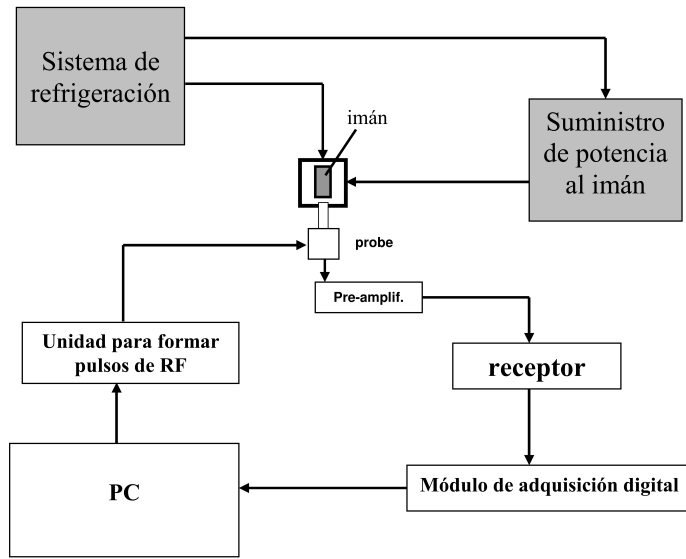 Sistema de
refrigeración
imán
Suministro
de potencia
al imán
probe
Pre-amplif.
Unidad para formar
pulsos de RF
receptor
PC
Módulo de adquisición digital